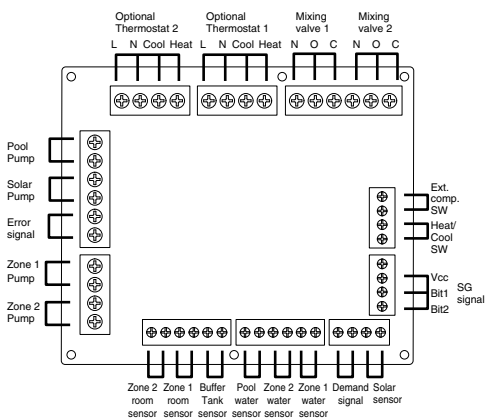 Optional
Thermostat 2
Optional
Thermostat 1
Mixing
valve 1
Mixing
valve 2
L N Cool Heat
L N Cool Heat
N O C
N O C
Pool
Pump
Solar
Pump
Error
signal
Zone 1
Pump
Zone 2
Pump
Ext.
comp.
SW
Heat/
Cool
SW
Vcc
Bit1
Bit2
SG
signal
Zone 2
room
sensor
Zone 1
room
sensor
Buffer
Tank
sensor
Pool
water
sensor
Zone 2
water
sensor
Zone 1
water
sensor
Demand
signal
Solar
sensor